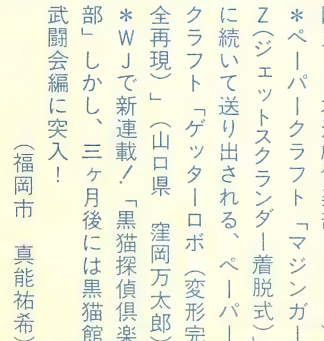 ＊ペーパークラフト「マジンガー
Z（ジェットスクランダー着脱式）」
に続いて送り出される、ペーパー
クラフト「ゲッターロボ（変形完
全再現）」（山口県　窪岡万太郎）
＊WJで新連載！「黒猫探偵倶楽
部」しかし、三ヶ月後には黒猫館
武闘会編に突入！
（福岡市　真能祐希）